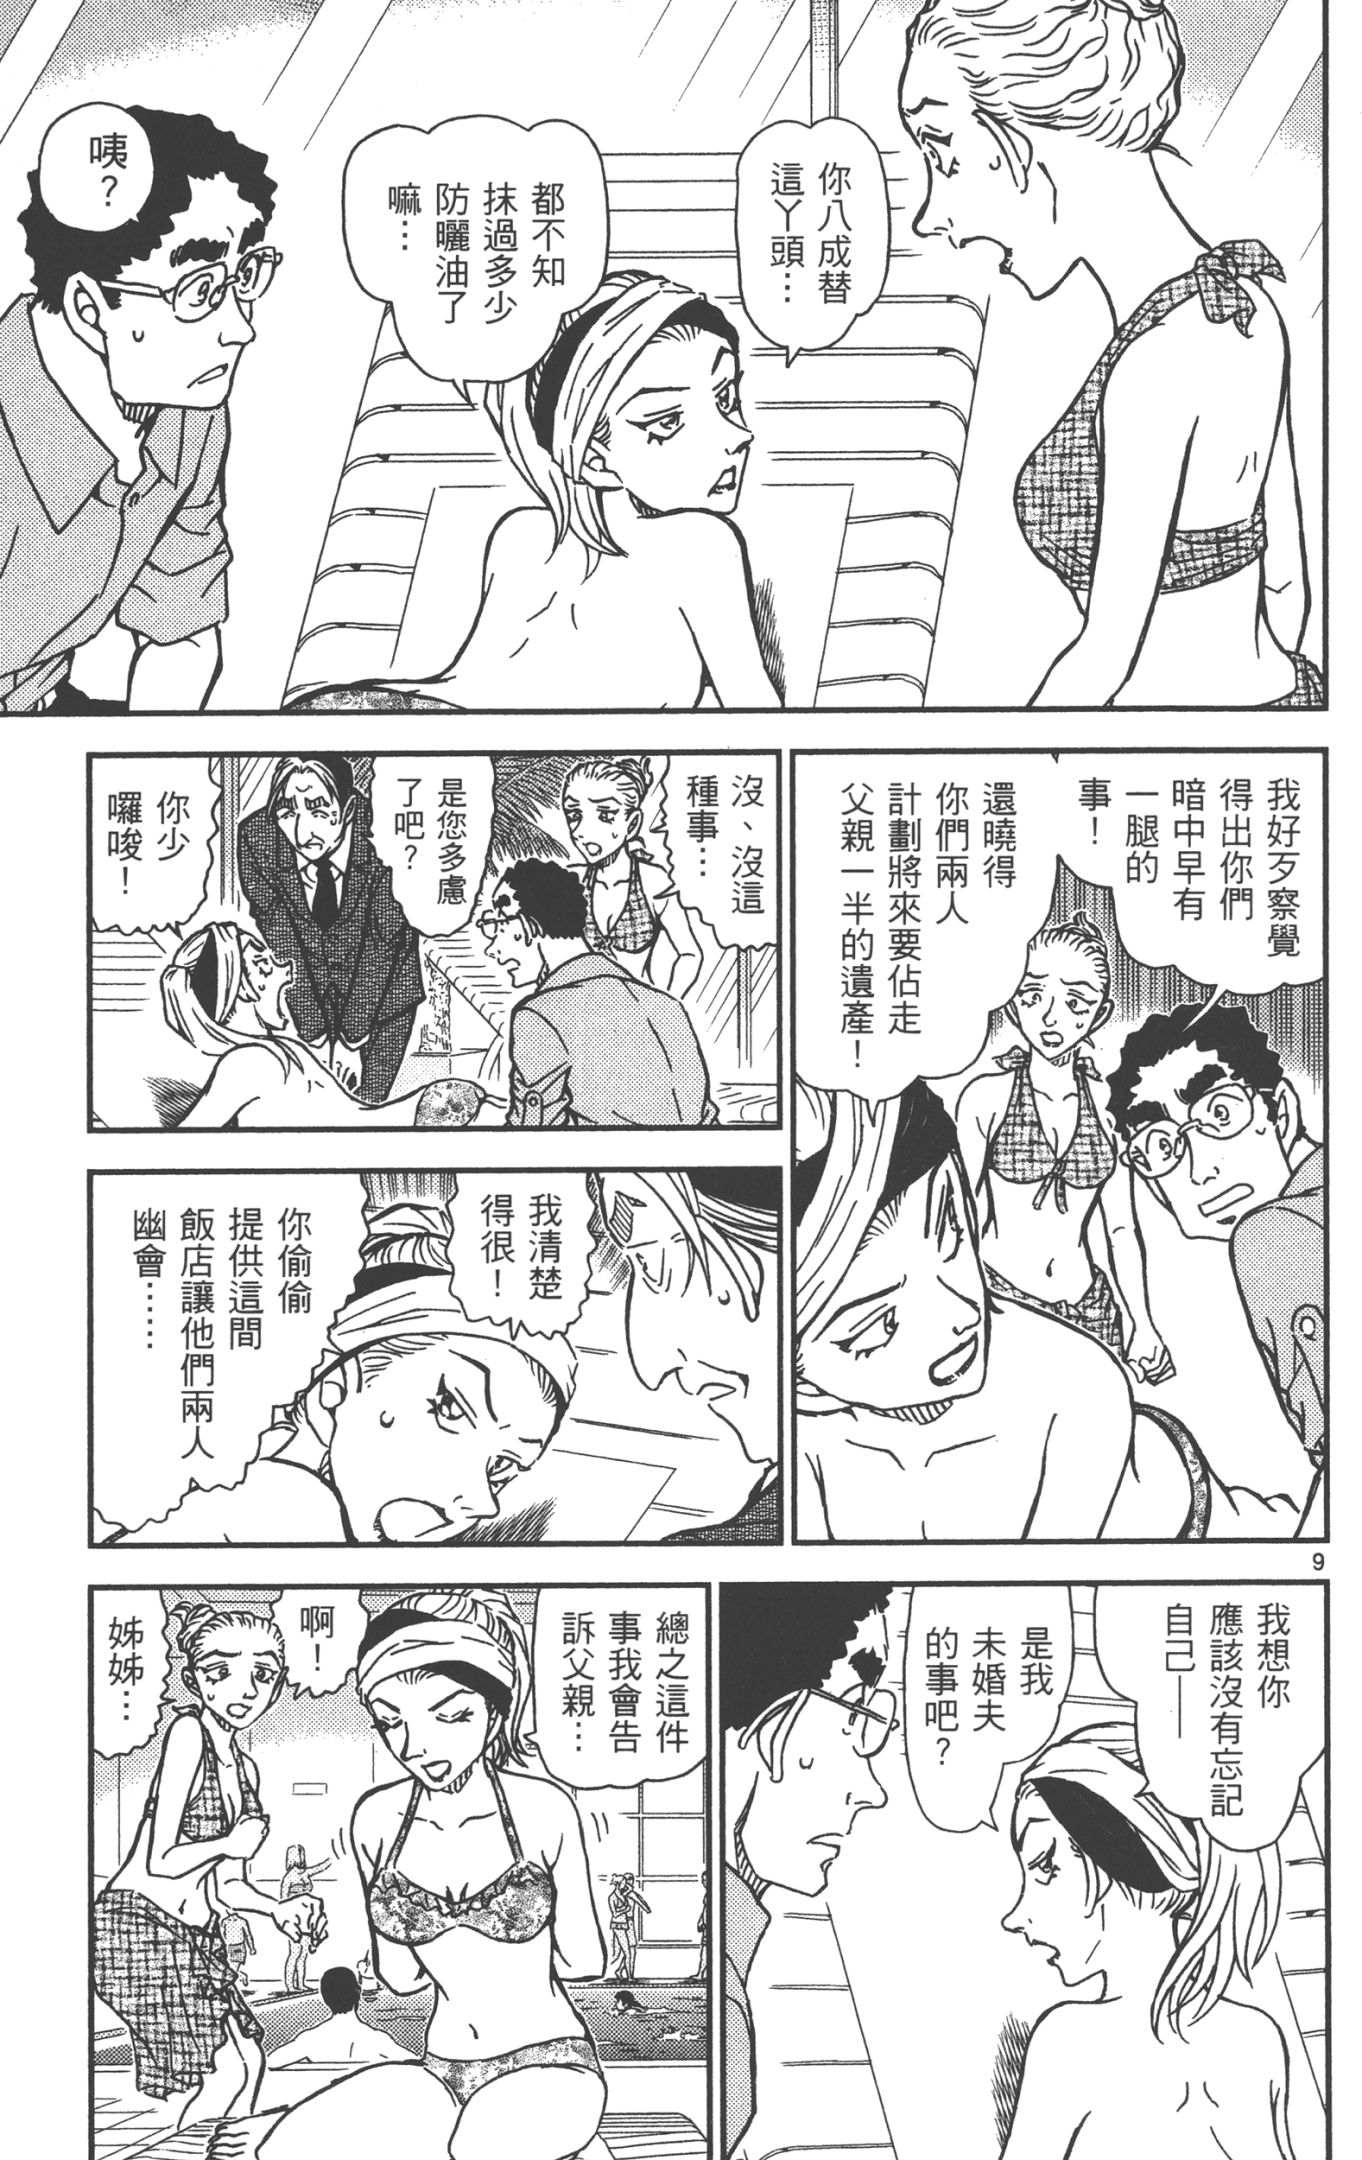 你八成替
這丫頭…
都不知
抹過多少
防曬油了
嘛…
咦？
我好歹察覺
得出你們
暗中早有
一腿的
事！
還曉得
你們兩人
計劃將來要佔走
父親一半的遺產！
沒、沒這
種事…
是您多慮
了吧？
你少
囉唆！
我清楚
得很！
你偷偷
提供這間
飯店讓他們兩人
幽會……
9
我想你
應該沒有忘記
自己——
是我
未婚夫
的事吧？
總之這件
事我會告
訴父親…
啊！
姊姊…